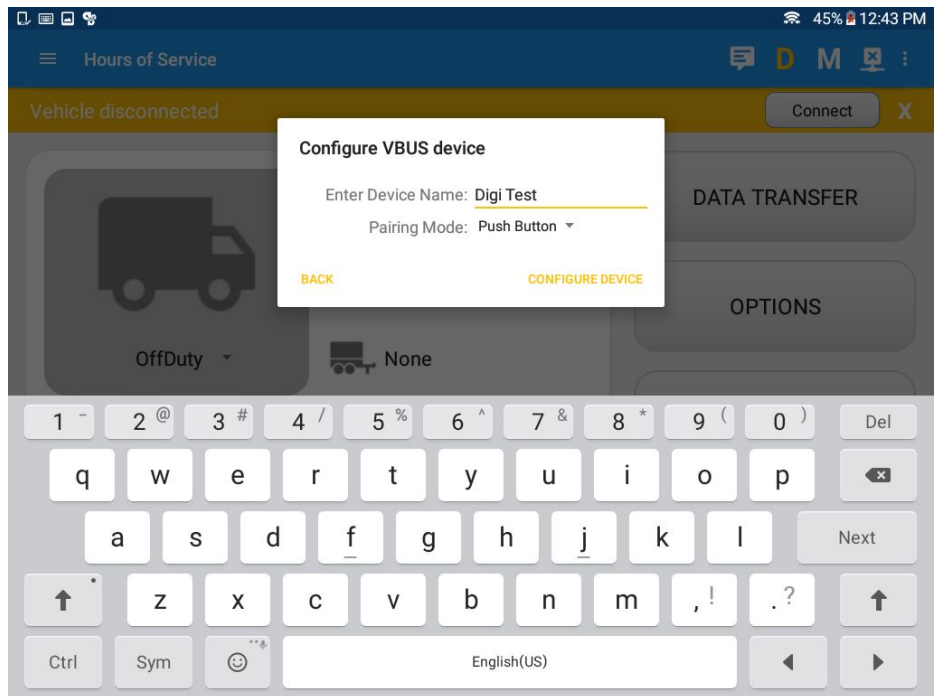 45% 12:43 PM
Hours of Service
D M
Vehicle disconnected
Connect X
Configure VBUS device
Enter Device Name: Digi Test
Pairing Mode: Push Button
BACK CONFIGURE DEVICE
DATA TRANSFER
OPTIONS
OffDuty
None
1 - 2 @ 3 # 4 / 5 % 6 ^ 7 & 8 * 9 ( 0 ) Del
q w e r t y u i o p
a s d f g h j k l Next
z x c v b n m , ! . ?
Ctrl Sym English(US)